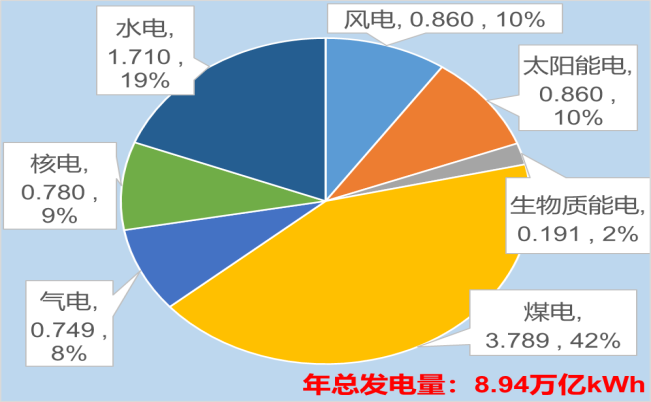 风电, 0.860 , 10%
水电,
1.710 ,
19%
太阳能电,
0.860 ,
10%
核电,
0.780 ,
9%
生物质能电,
0.191 , 2%
气电,
0.749 ,
8%
煤电,
3.789 , 42%
年总发电量：8.94万亿kWh